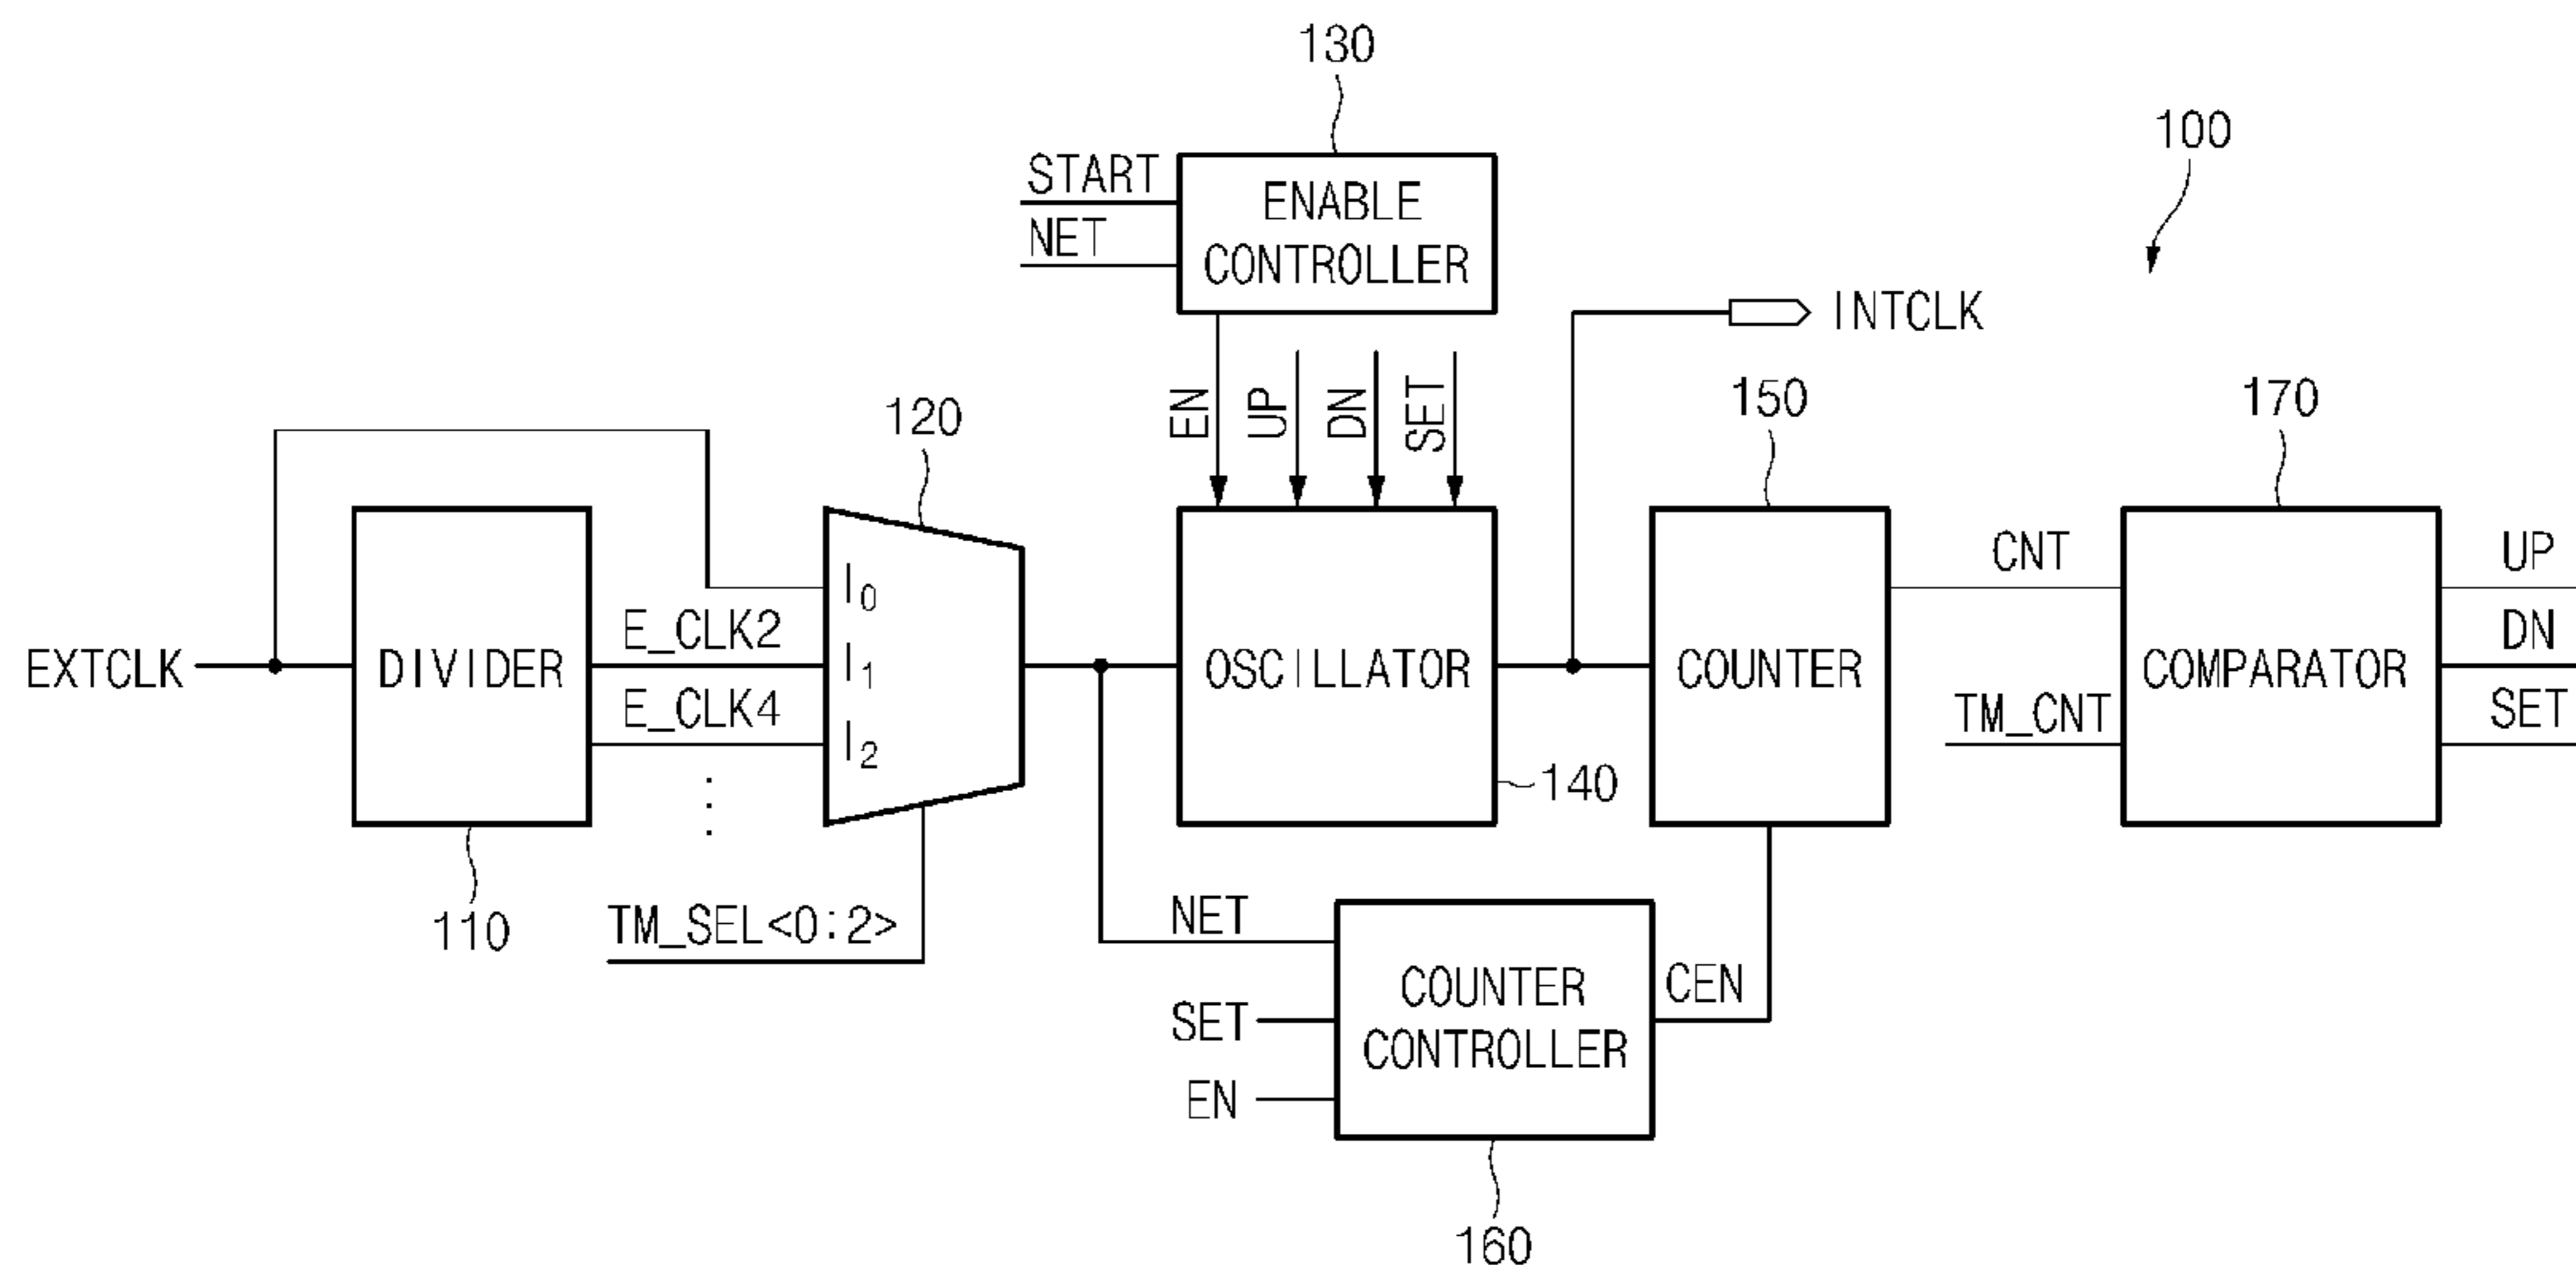 130
100
START
NET
ENABLE
CONTROLLER
INTCLK
EN
UP
DN
SET
120
150
170
I0
E_CLK2
I1
E_CLK4
I2
EXTCLK
DIVIDER
OSCILLATOR
COUNTER
CNT
COMPARATOR
TM_CNT
UP
DN
SET
140
110
TM_SEL<0:2>
NET
SET
EN
COUNTER
CONTROLLER
CEN
160